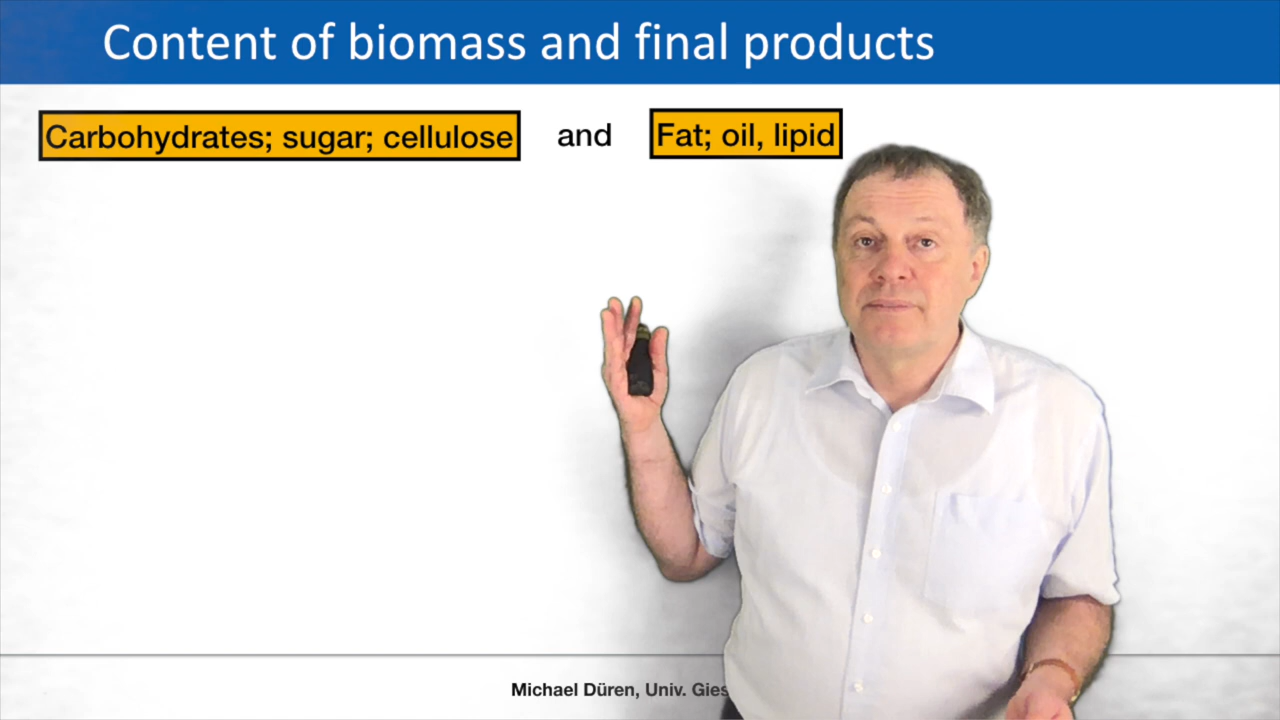 Content of biomass and final products
Carbohydrates; sugar; cellulose and Fat; oil, lipid
Michael Düren, Univ.